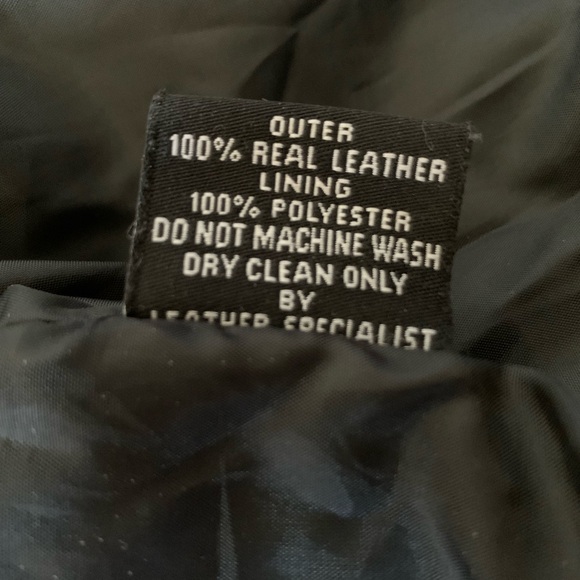 OUTER
100% REAL LEATHER
LINING
100% POLYESTER
DO NOT MACHINE WASH
DRY CLEAN ONLY
BY
LEATHER SPECIALIST